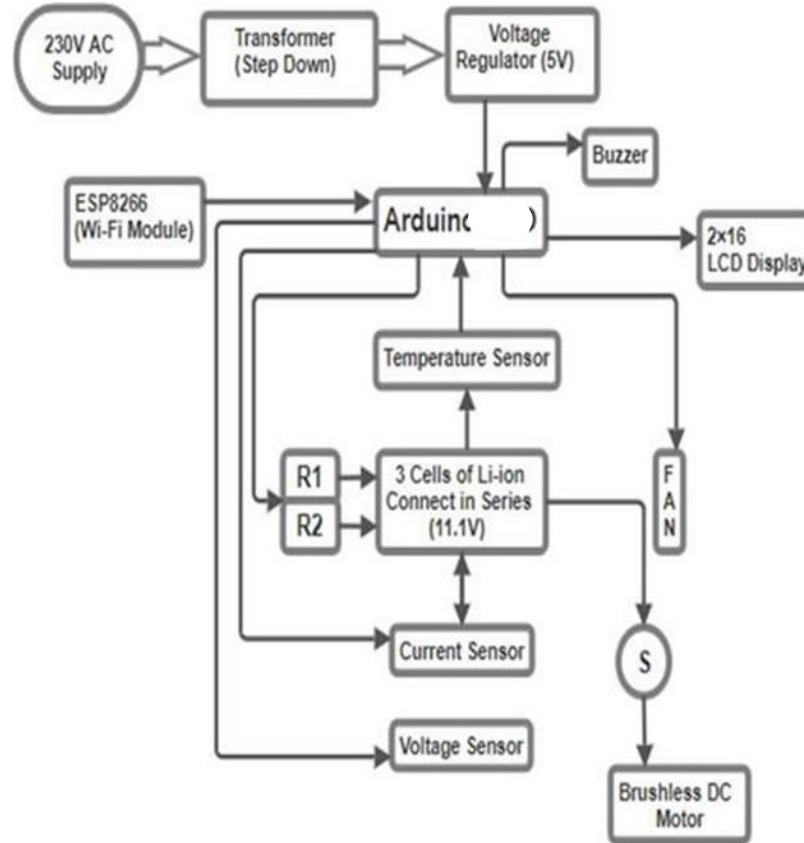 230V AC
Supply
Transformer
(Step Down)
Voltage
Regulator (5V)
Buzzer
ESP8266
(Wi-Fi Module)
)
2×16
LCD Display
Temperature Sensor
R1
R2
3 Cells of Li-ion
Connect in Series
(11.1V)
F
A
N
Current Sensor
S
Voltage Sensor
Brushless DC
Motor